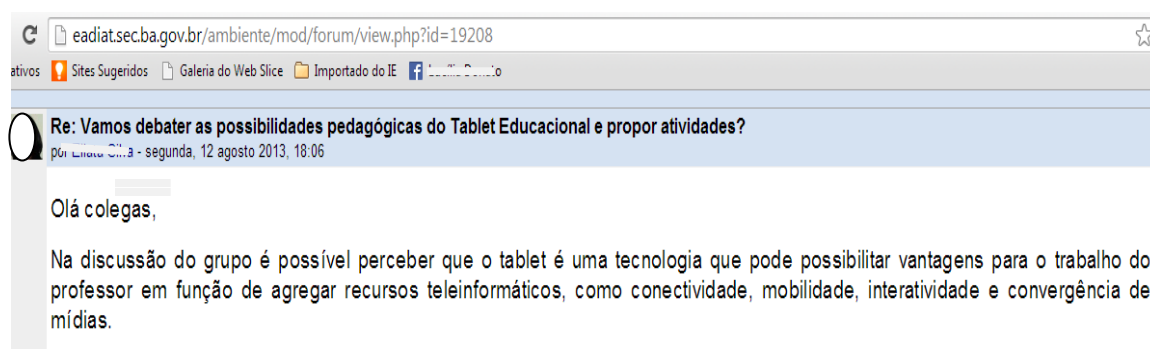 eadiat.sec.ba.gov.br/ambiente/mod/forum/view.php?id=19208
ativos Sites Sugeridos Galeria do Web Slice Importado do IE
Re: Vamos debater as possibilidades pedagógicas do Tablet Educacional e propor atividades?
por - segunda, 12 agosto 2013, 18:06
Olá colegas,
Na discussão do grupo é possível perceber que o tablet é uma tecnologia que pode possibilitar vantagens para o trabalho do
professor em função de agregar recursos teleinformáticos, como conectividade, mobilidade, interatividade e convergência de
mídias.